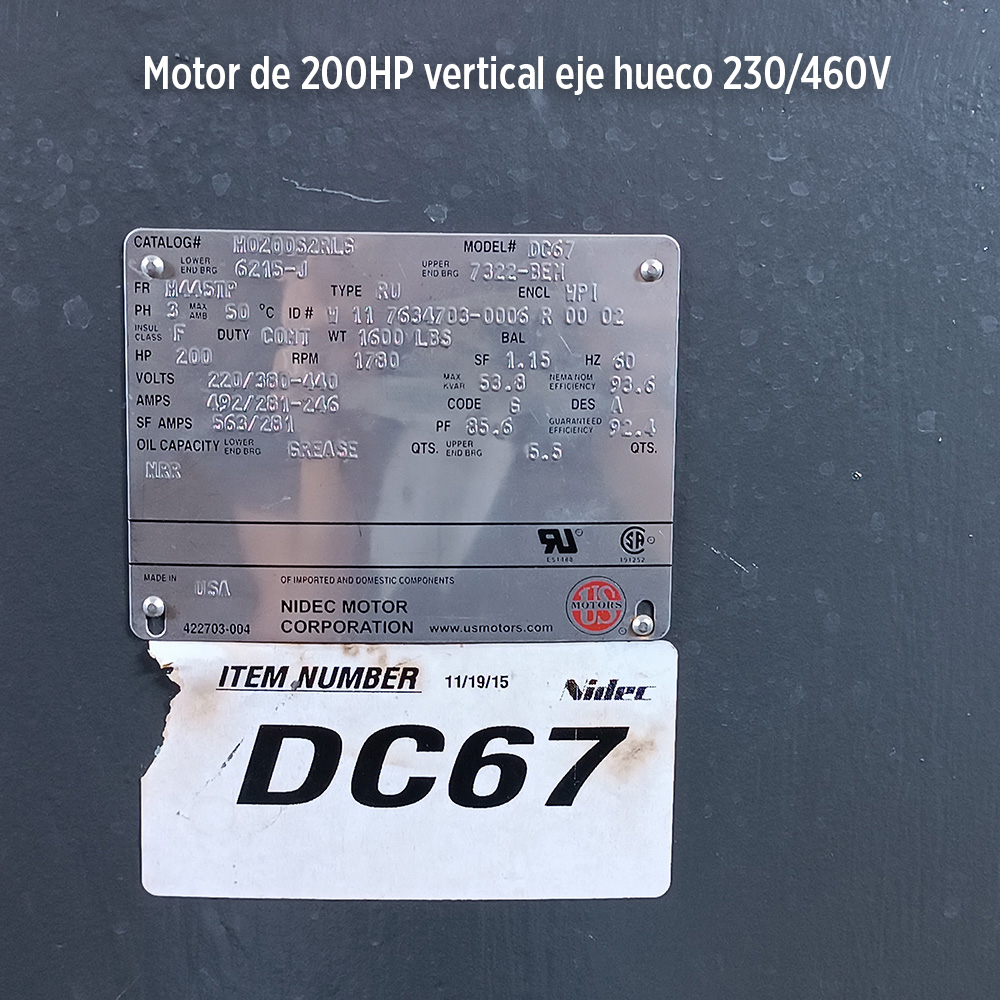 Motor de 200HP vertical eje hueco 230/460V
CATALOG# HO200S2RLG MODEL# DC67
LOWER END BRG 6215-J UPPER END BRG 7322-BEM
FR H445TP TYPE RU ENCL WPI
PH 3 MAX AMB 50 °C ID# W 11 7634703-0006 R 00 02
INSUL CLASS F DUTY CONT WT 1600 LBS BAL
HP 200 RPM 1780 SF 1.15 HZ 60
VOLTS 220/380-440 MAX KVAR 53.8 NEMA NOM EFFICIENCY 93.6
AMPS 492/281-246 CODE G DES A
SF AMPS 563/281 PF 85.6 GUARANTEED EFFICIENCY 92.4
OIL CAPACITY LOWER END BRG GREASE QTS. UPPER END BRG 5.5 QTS.
NRR
MADE IN USA OF IMPORTED AND DOMESTIC COMPONENTS
NIDEC MOTOR
422703-004 CORPORATION www.usmotors.com
US MOTORS
ITEM NUMBER 11/19/15 Nidec
DC67